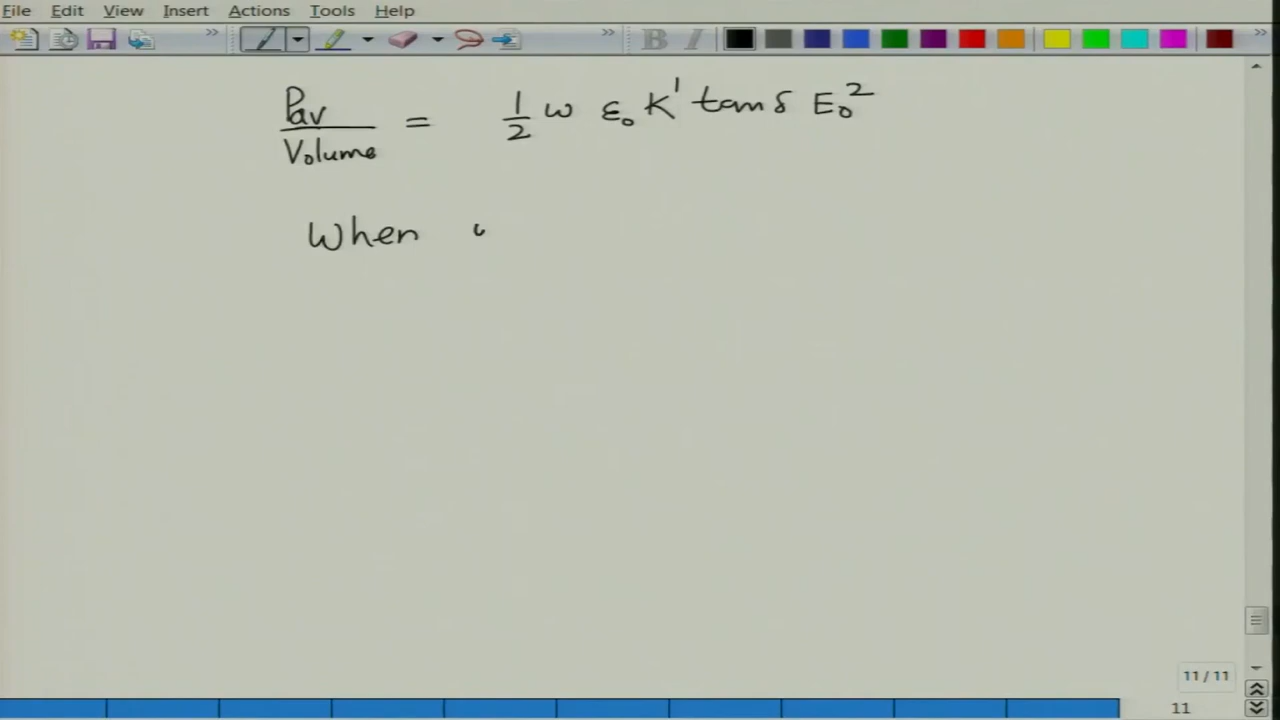 File Edit View Insert Actions Tools Help
B I
Pav / Volume = 1/2 ω ε₀ K' tan δ E₀²
When
11 / 11
11